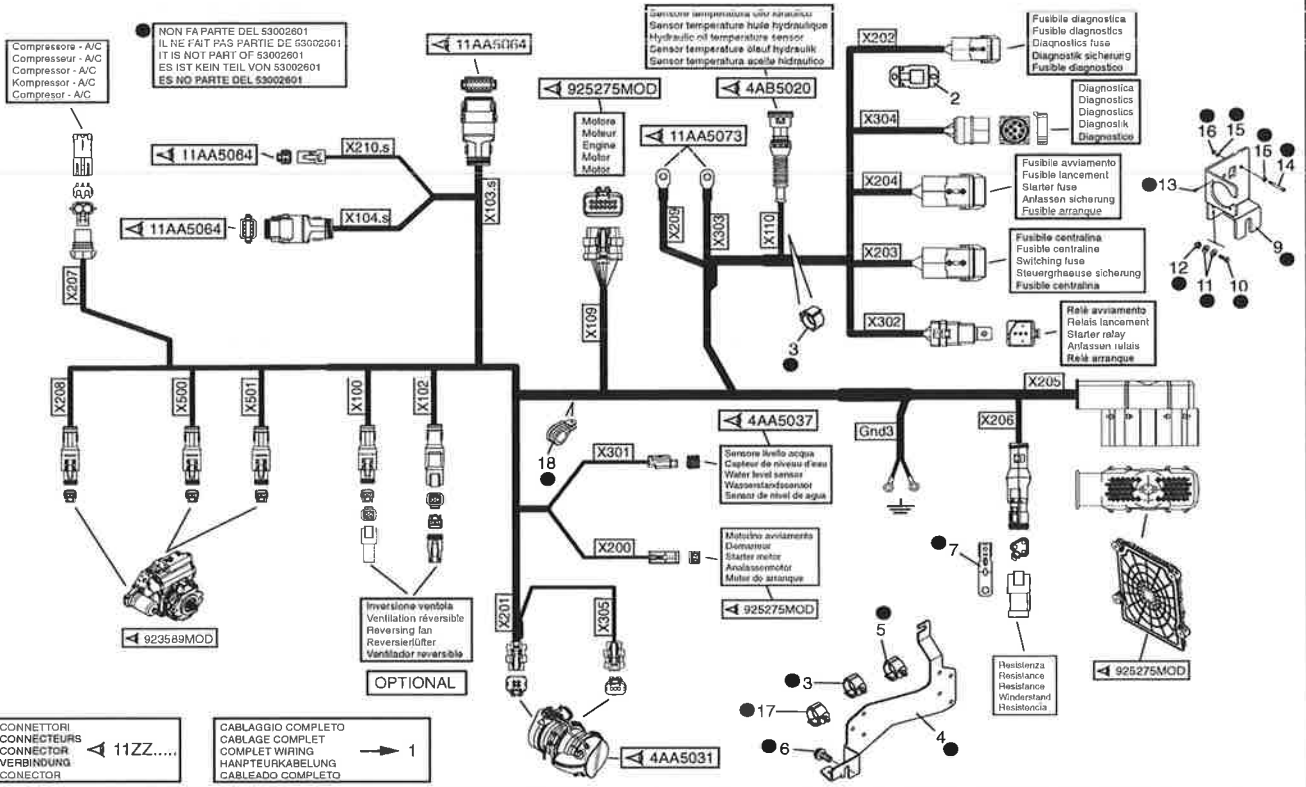 Compressore - A/C
Compresseur - A/C
Compressor - A/C
Kompressor - A/C
Compresor - A/C
NON FA PARTE DEL 53002601
IL NE FAIT PAS PARTIE DE 53002601
IT IS NOT PART OF 53002601
ES IST KEIN TEIL VON 53002601
ES NO PARTE DEL 53002601
11AA5064
925275MOD
Motore
Moteur
Engine
Motor
Motor
Sensore temperatura olio idraulico
Sensor temperature huile hydraulique
Hydraulic oil temperature sensor
Sensor temperature öleuf hydraulik
Sensor temperatura aceite hidraulico
4AB5020
11AA5073
X202
Fusibile diagnostica
Fusible diagnostics
Diagnostics fuse
Diagnostik sicherung
Fusible diagnostico
2
X304
Diagnostica
Diagnostics
Diagnostics
Diagnostik
Diagnostico
16
15
15
14
13
9
12
11
10
X204
Fusibile avviamento
Fusible lancement
Starter fuse
Anlassen sicherung
Fusible arranque
X203
Fusibile centralina
Fusible centraline
Switching fuse
Steuergrhaeuse sicherung
Fusible centralina
X302
Relè avviamento
Relais lancement
Starter relay
Anlassen relais
Relè arranque
11AA5064
X210.s
11AA5064
X104.s
X103.s
X207
X109
X209
X303
X110
3
X208
X500
X501
X100
X102
18
X205
X206
Gnd3
4AA5037
X301
Sensore livello acqua
Capteur de niveau d'eau
Water level sensor
Wasserstandssensor
Sensor de nivel de agua
X200
Motorino avviamento
Demarreur
Starter motor
Analassermotor
Motor do arranque
925275MOD
923589MOD
Inversione ventola
Ventilation réversible
Reversing fan
Reversierlüfter
Ventilador reversible
OPTIONAL
X201
X305
4AA5031
7
5
3
17
6
4
Resistenza
Resistance
Resistance
Winderstand
Resistencia
925275MOD
CONNETTORI
CONNECTEURS
CONNECTOR
VERBINDUNG
CONECTOR
11ZZ.....
CABLAGGIO COMPLETO
CABLAGE COMPLET
COMPLET WIRING
HANPTEURKABELUNG
CABLEADO COMPLETO
1